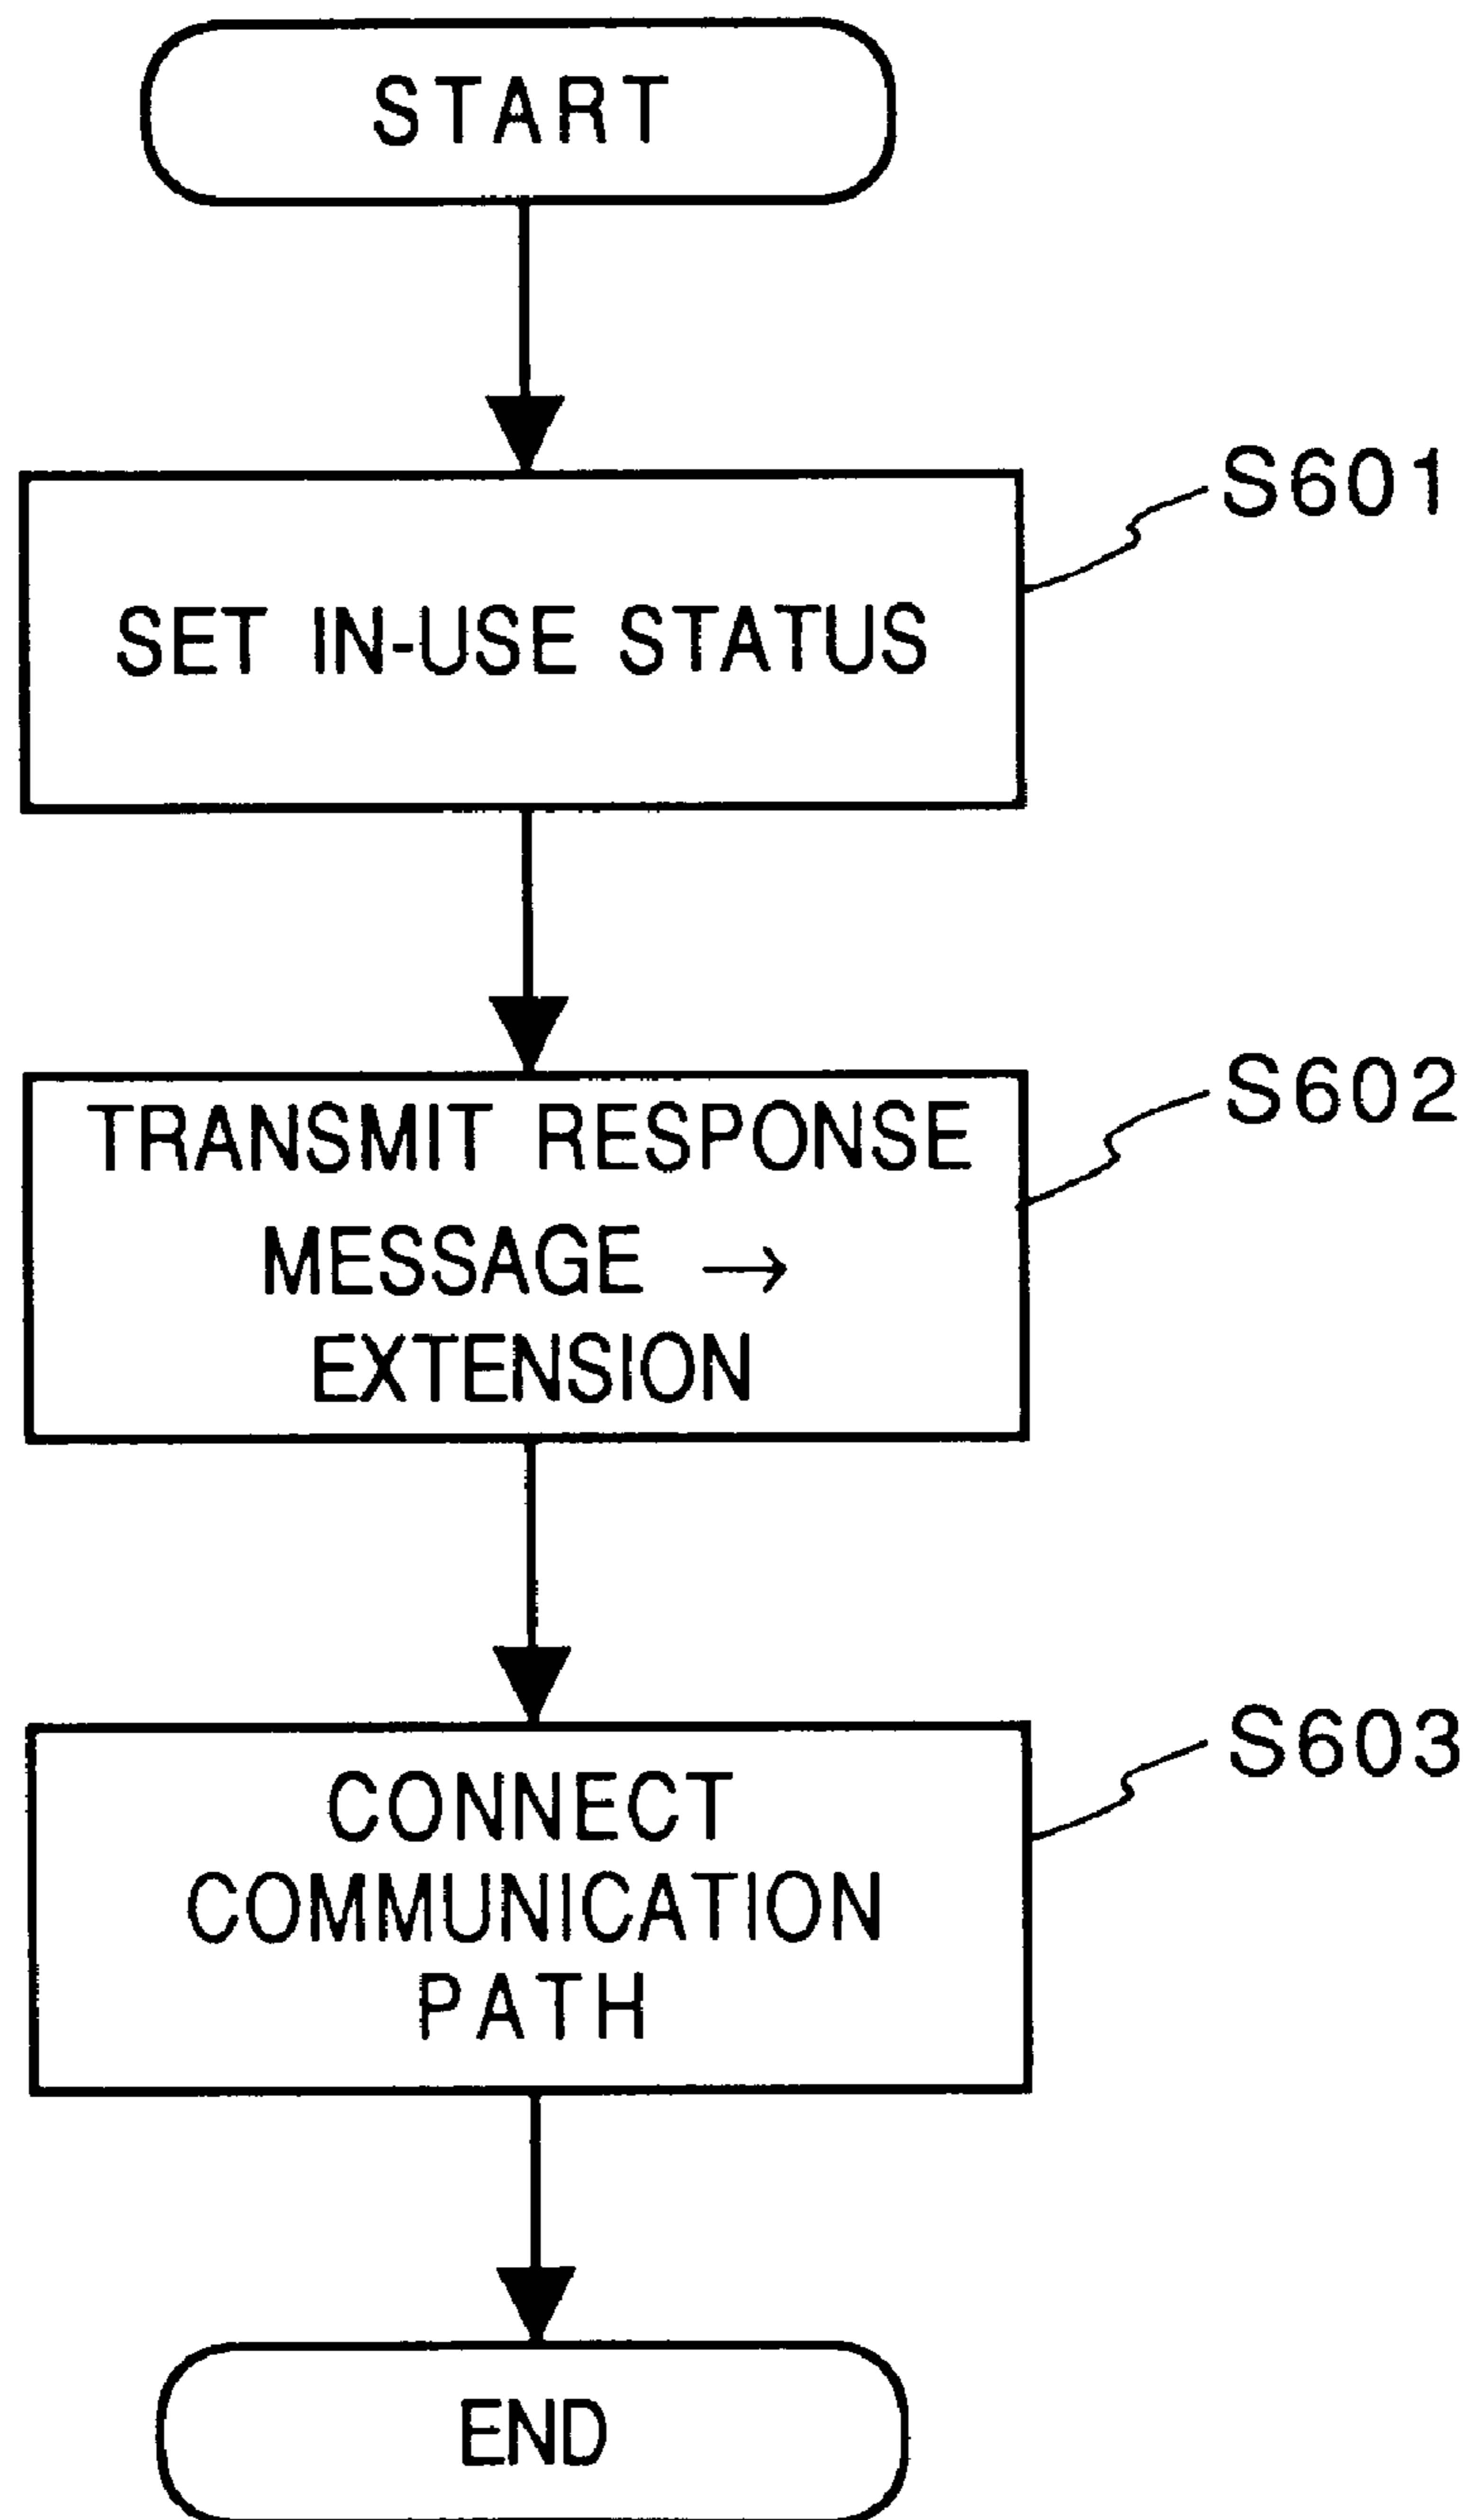 START
S601
SET IN-USE STATUS
S602
TRANSMIT RESPONSE
MESSAGE →
EXTENSION
S603
CONNECT
COMMUNICATION
PATH
END